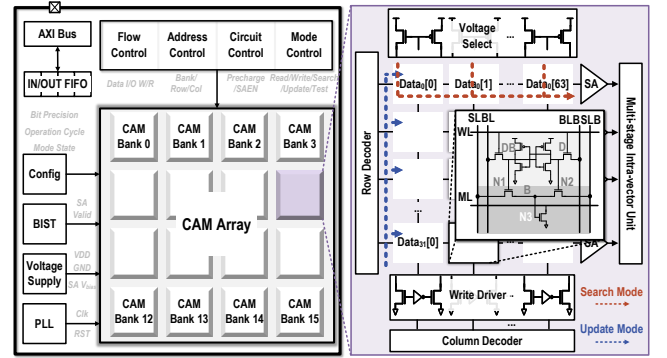 AXI Bus
IN/OUT FIFO
Flow Control
Address Control
Circuit Control
Mode Control
Data I/O W/R
Bank/
Row/Col
Precharge
/SAEN
Read/Write/Search
/Update/Test
Bit Precision
Operation Cycle
Mode State
Config
BIST
Voltage Supply
PLL
SA
Valid
VDD
GND
SA Vbias
Clk
RST
CAM Bank 0
CAM Bank 1
CAM Bank 2
CAM Bank 3
CAM Array
CAM Bank 12
CAM Bank 13
CAM Bank 14
CAM Bank 15
Voltage Select
...
Row Decoder
Data0[0]
Data0[1]
...
Data0[63]
SA
Multi-stage Intra-vector Unit
SLBL
BLBSLB
WL
DB
D
N1
B
N2
ML
N3
Data31[0]
SA
Write Driver
...
Column Decoder
Search Mode
Update Mode